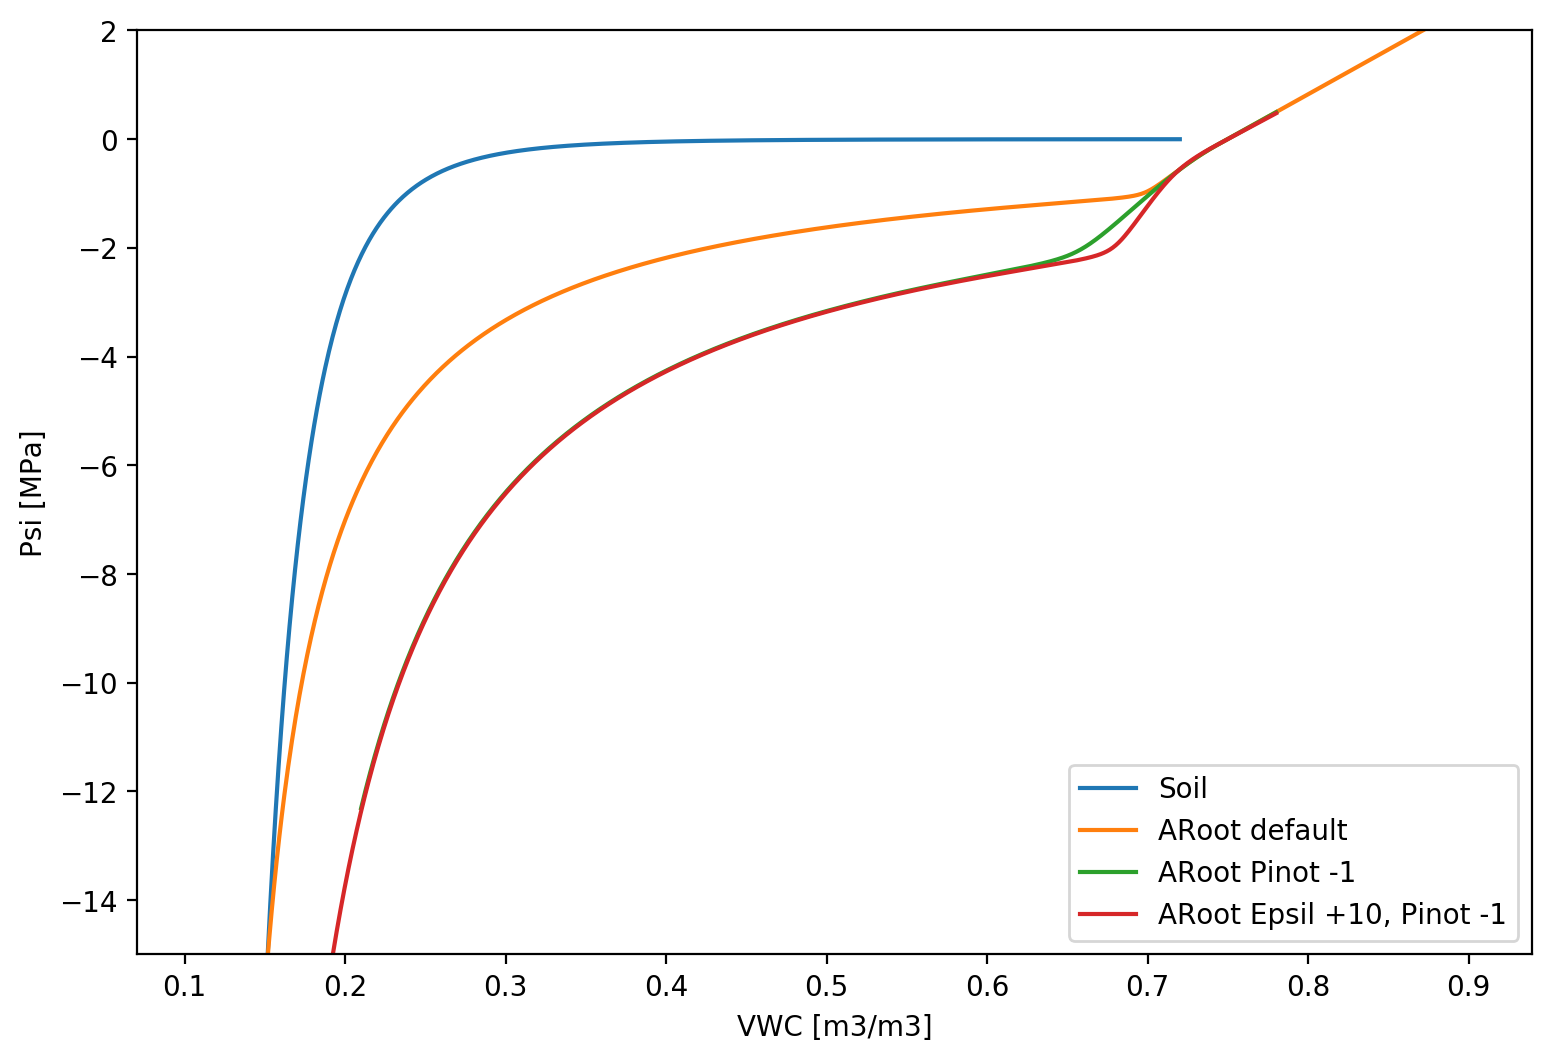 2
0
−2
−4
−6
−8
−10
−12
−14
Psi [MPa]
0.1 0.2 0.3 0.4 0.5 0.6 0.7 0.8 0.9
VWC [m3/m3]
Soil
ARoot default
ARoot Pinot -1
ARoot Epsil +10, Pinot -1